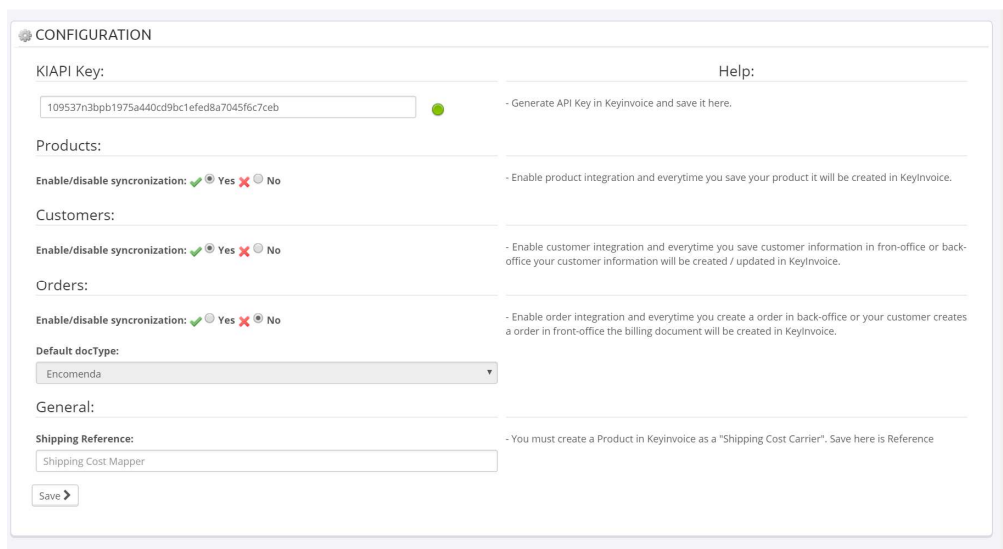 CONFIGURATION
KIAPI Key:
Help:
109537n3bpb1975a440cd9bc1efed8a7045f6c7ceb
- Generate API Key in Keyinvoice and save it here.
Products:
Enable/disable syncronization: Yes No
- Enable product integration and everytime you save your product it will be created in KeyInvoice.
Customers:
Enable/disable syncronization: Yes No
- Enable customer integration and everytime you save customer information in fron-office or back-
office your customer information will be created / updated in KeyInvoice.
Orders:
Enable/disable syncronization: Yes No
- Enable order integration and everytime you create a order in back-office or your customer creates
a order in front-office the billing document will be created in KeyInvoice.
Default docType:
Encomenda
General:
Shipping Reference:
- You must create a Product in Keyinvoice as a "Shipping Cost Carrier". Save here is Reference
Shipping Cost Mapper
Save